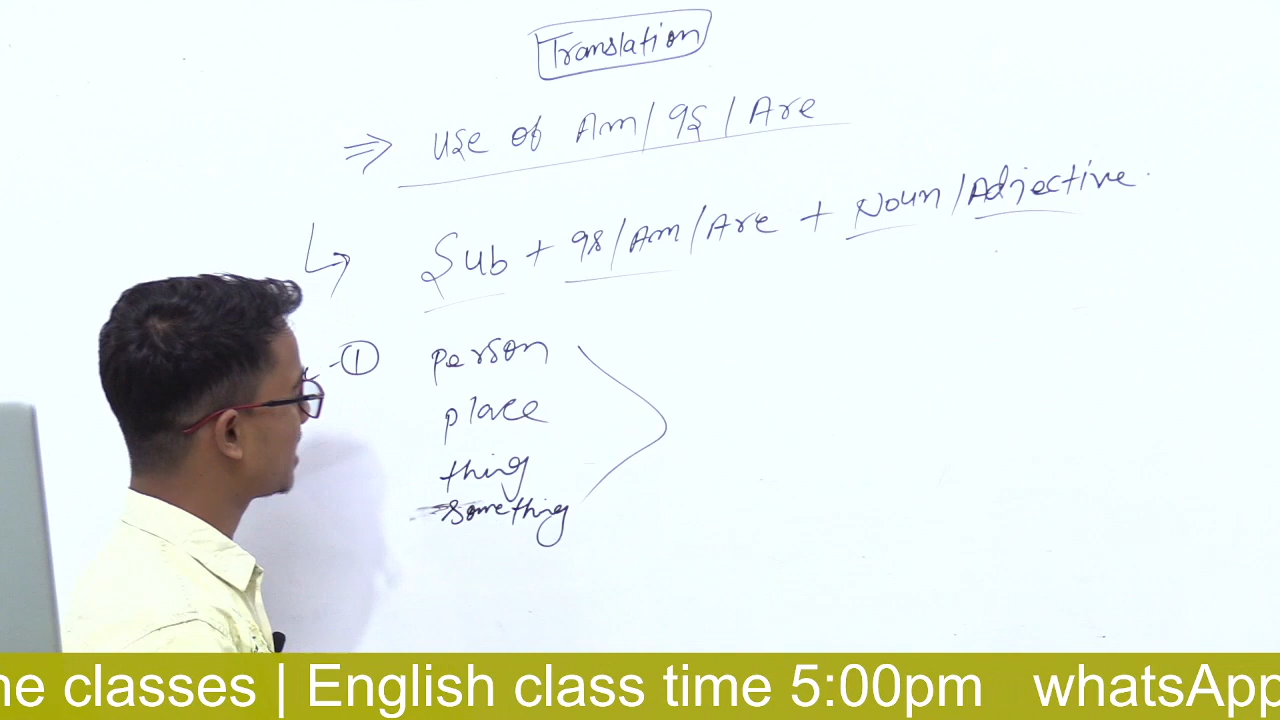 Translation
⇒ Use of Am/Is/Are
↳ Sub + Is/Am/Are + Noun/Adjective.
- ① person
place
thing
something
ne classes | English class time 5:00pm whatsApp